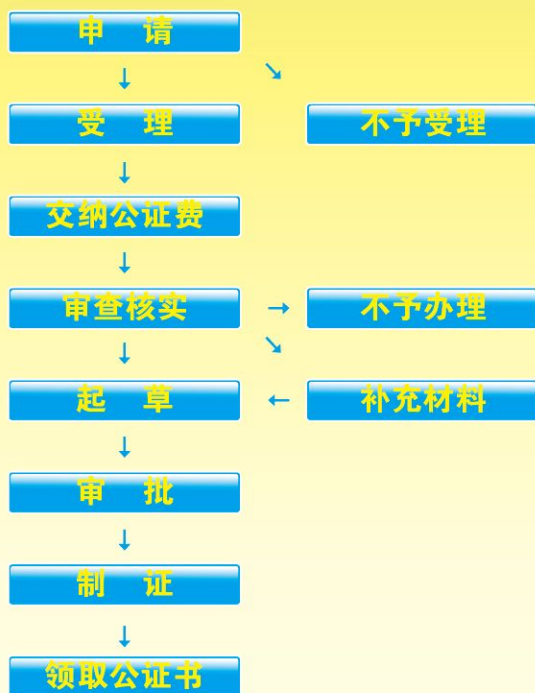 申 请
受 理
不予受理
交纳公证费
审查核实
不予办理
起 草
补充材料
审 批
制 证
领取公证书